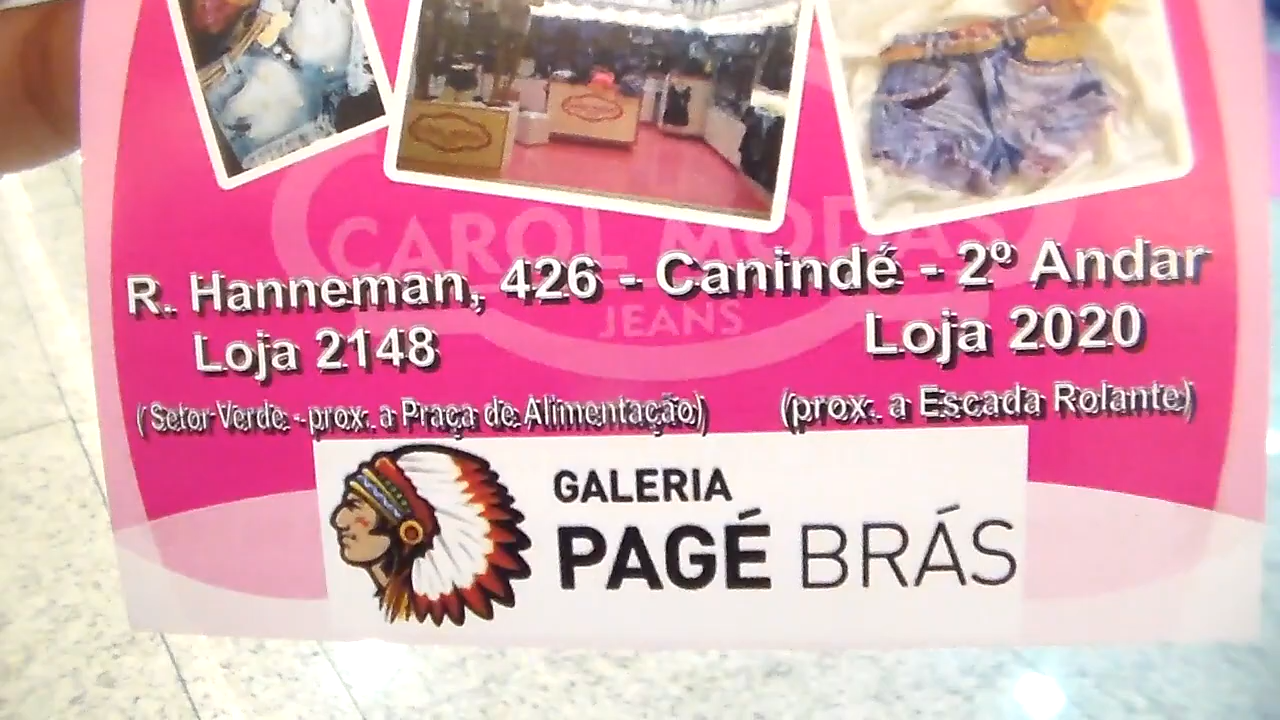 CAROL MODAS
JEANS
R. Hanneman, 426 - Canindé - 2º Andar
Loja 2148
Loja 2020
(Setor Verde - prox. a Praça de Alimentação)
(prox. a Escada Rolante)
GALERIA
PAGÉ BRÁS